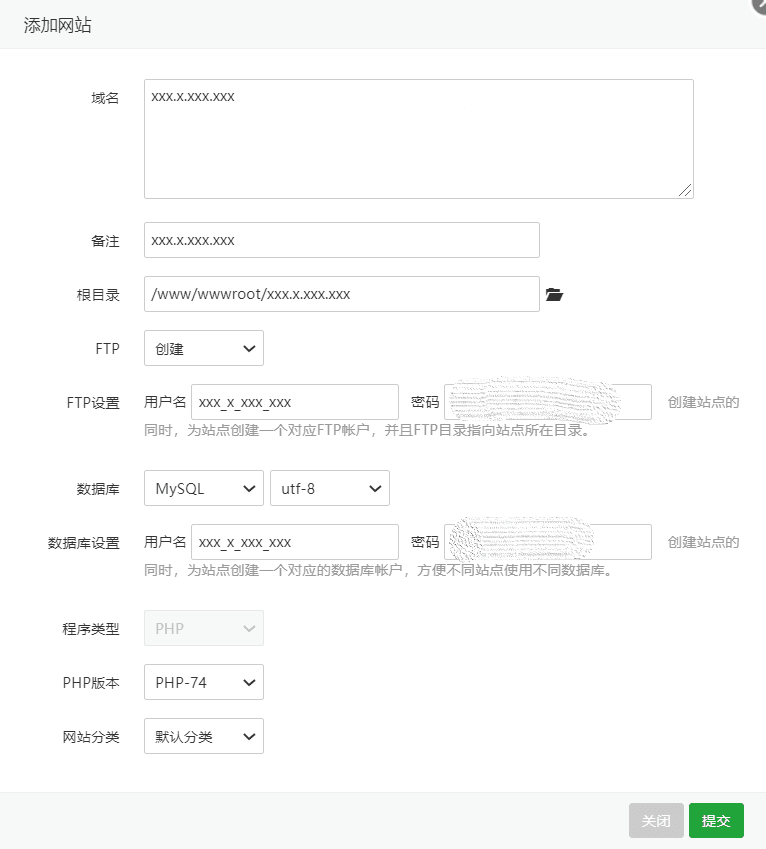 添加网站
域名 xxx.x.xxx.xxx
备注 xxx.x.xxx.xxx
根目录 /www/wwwroot/xxx.x.xxx.xxx
FTP 创建
FTP设置 用户名 xxx_x_xxx_xxx 密码 创建站点的
同时，为站点创建一个对应FTP帐户，并且FTP目录指向站点所在目录。
数据库 MySQL utf-8
数据库设置 用户名 xxx_x_xxx_xxx 密码 创建站点的
同时，为站点创建一个对应的数据库帐户，方便不同站点使用不同数据库。
程序类型 PHP
PHP版本 PHP-74
网站分类 默认分类
关闭 提交